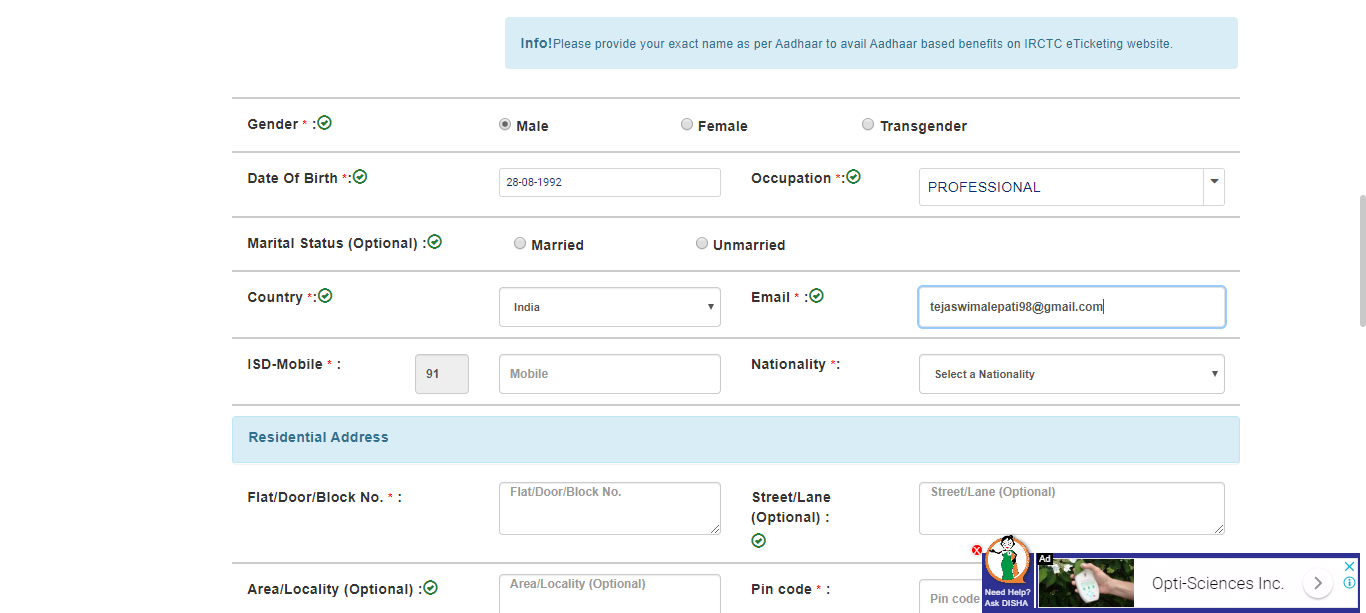 Info!Please provide your exact name as per Aadhaar to avail Aadhaar based benefits on IRCTC eTicketing website.
Gender * : Male Female Transgender
Date Of Birth *: 28-08-1992 Occupation *: PROFESSIONAL
Marital Status (Optional) : Married Unmarried
Country *: India Email * : tejaswimalepati98@gmail.com
ISD-Mobile * : 91 Mobile Nationality *: Select a Nationality
Residential Address
Flat/Door/Block No. * : Flat/Door/Block No. Street/Lane Street/Lane (Optional)
(Optional) :
Area/Locality (Optional) : Area/Locality (Optional) Pin code * : Pin code
Need Help?
Ask DISHA
Ad
Opti-Sciences Inc.